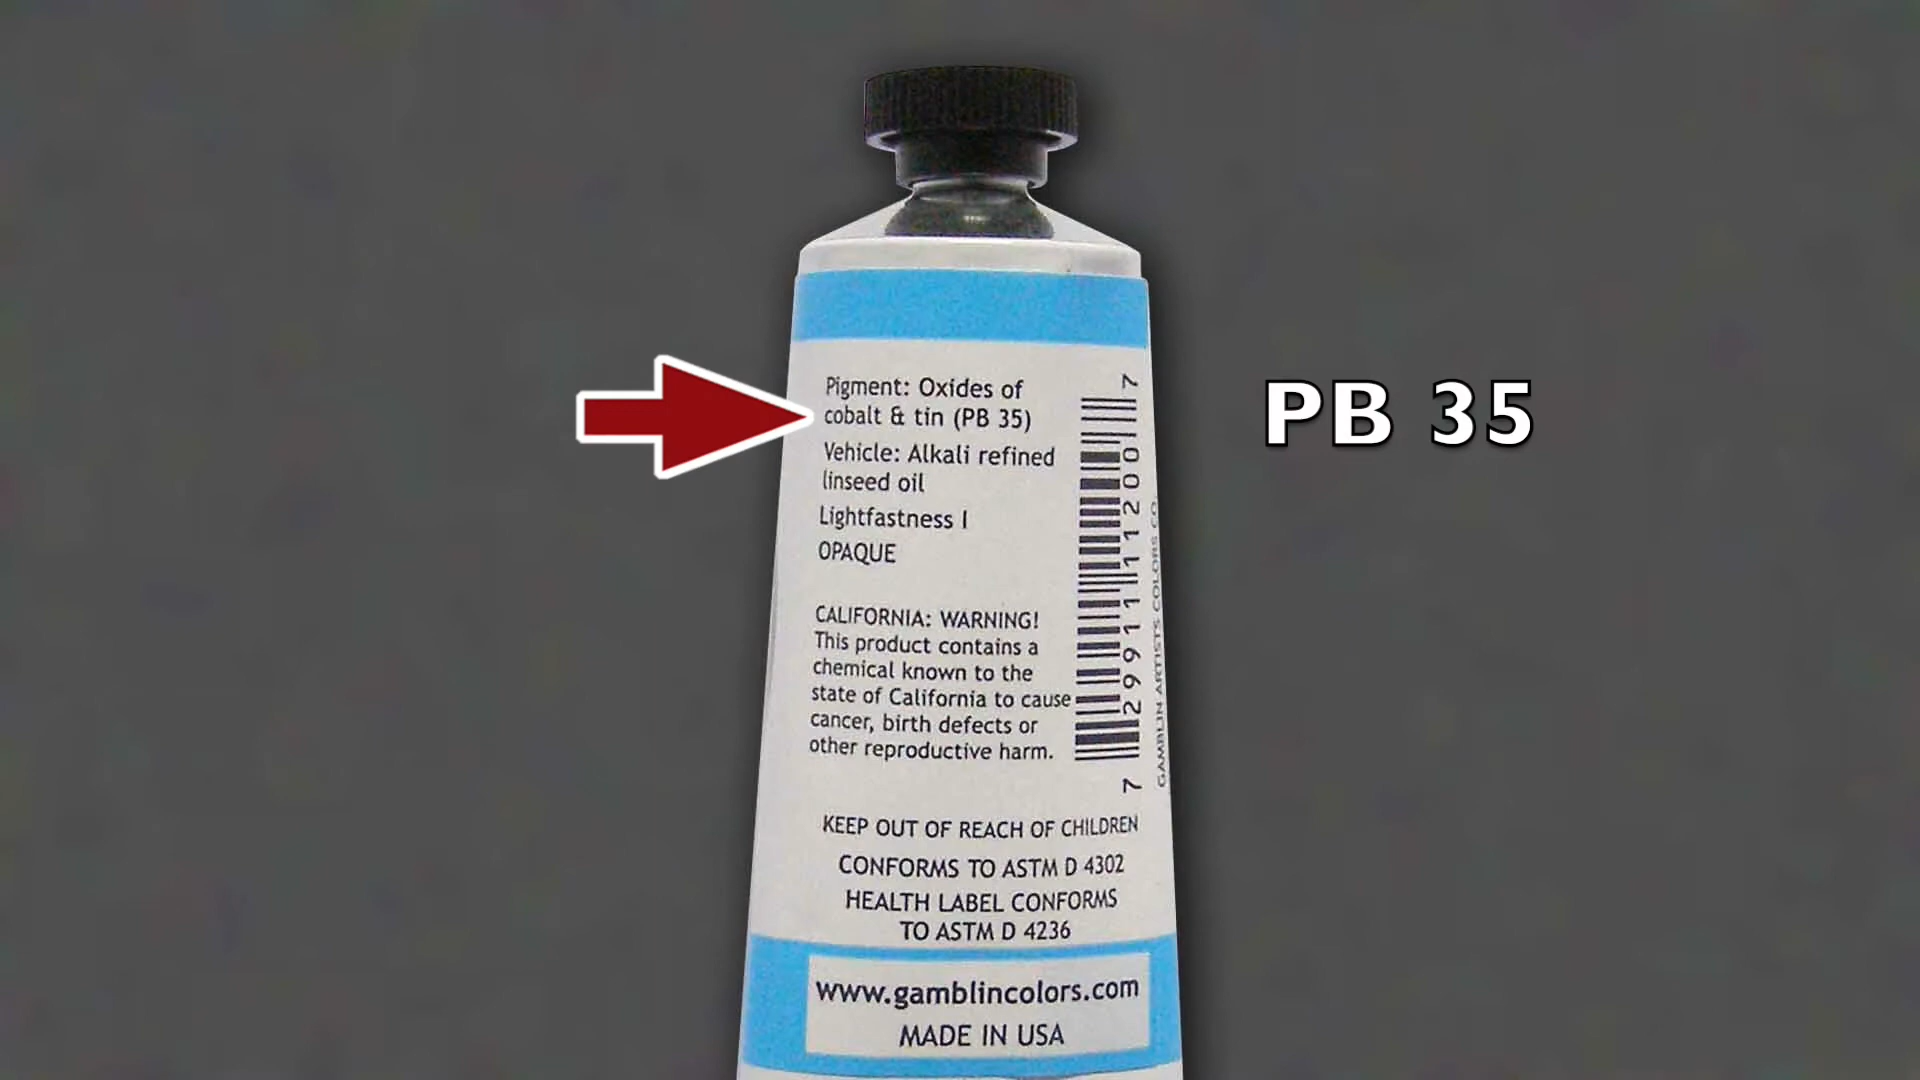 Pigment: Oxides of
cobalt & tin (PB 35)
Vehicle: Alkali refined
linseed oil
Lightfastness I
OPAQUE
CALIFORNIA: WARNING!
This product contains a
chemical known to the
state of California to cause
cancer, birth defects or
other reproductive harm.
7 29911 11200 7
GAMBLIN ARTISTS COLORS CO.
KEEP OUT OF REACH OF CHILDREN
CONFORMS TO ASTM D 4302
HEALTH LABEL CONFORMS
TO ASTM D 4236
www.gamblincolors.com
MADE IN USA
PB 35